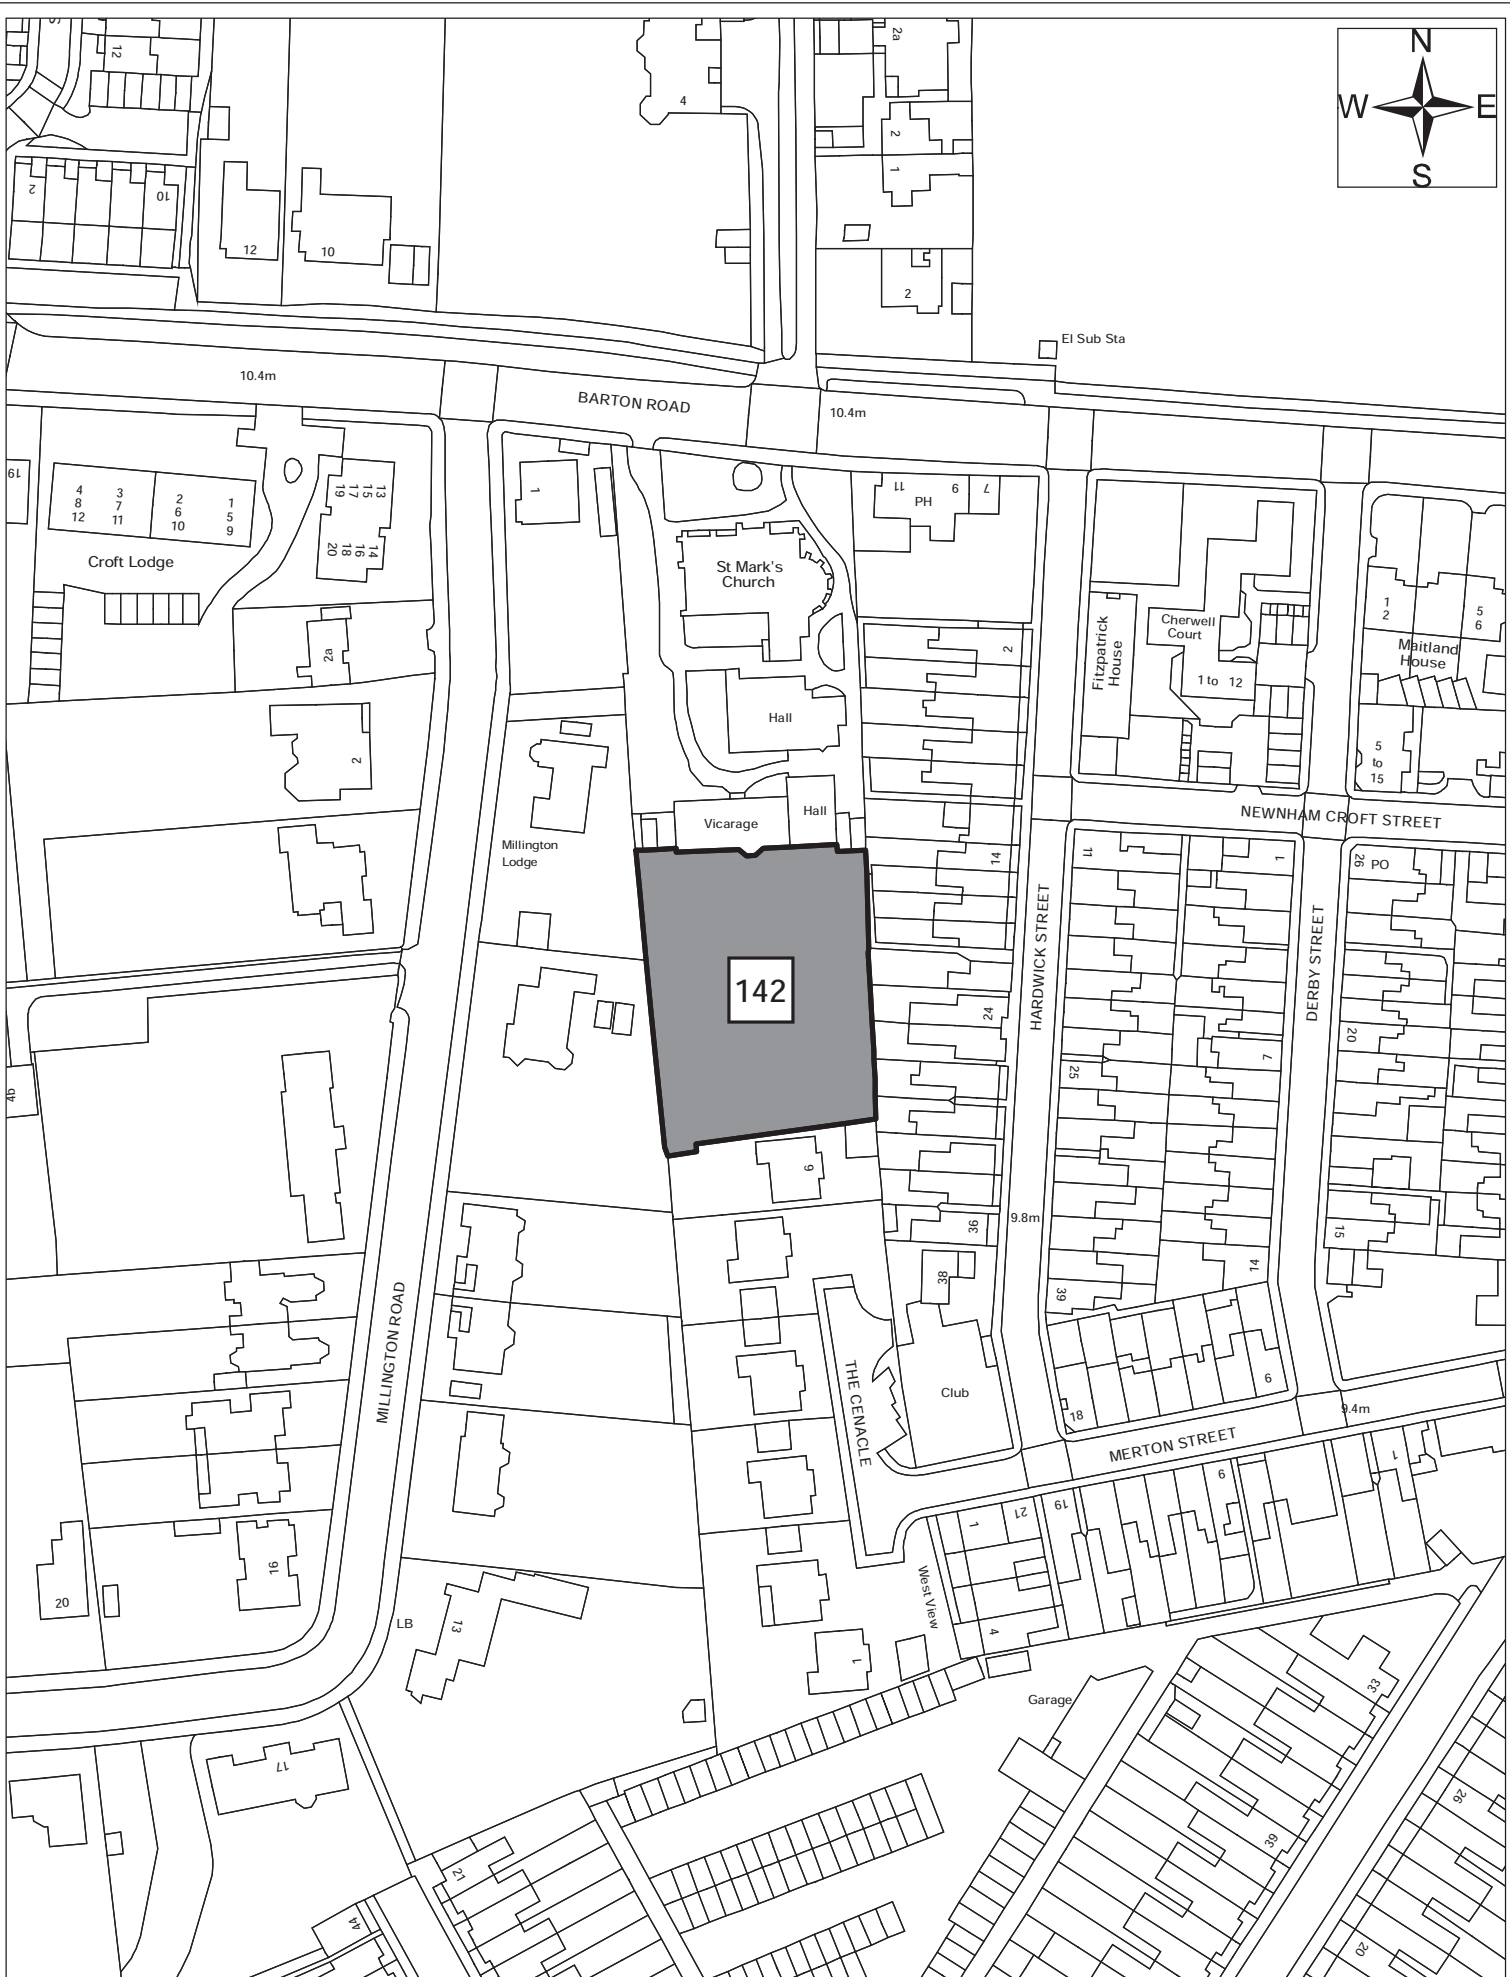 12
4
2a
2
1
N
W E
S
2
10
12
10
2
El Sub Sta
10.4m
BARTON ROAD
10.4m
19
4 3 2 1
8 7 6 5
12 11 10 9
13
15
17
19
14
16
18
20
Croft Lodge
1
11
9
7
PH
St Mark's
Church
2a
2
Fitzpatrick
House
Cherwell
Court
1 to 12
1
2
5
6
Maitland
House
2
Hall
5
to
15
Hall
Vicarage
NEWNHAM CROFT STREET
Millington
Lodge
14
11
1
26
PO
HARDWICK STREET
DERBY STREET
142
24
25
7
20
4b
9
36
9.8m
15
14
38
39
MILLINGTON ROAD
THE CENACLE
Club
6
18
9.4m
MERTON STREET
1
9
19
21
1
West View
4
16
20
LB
13
1
Garage
33
17
26
39
21
44
20